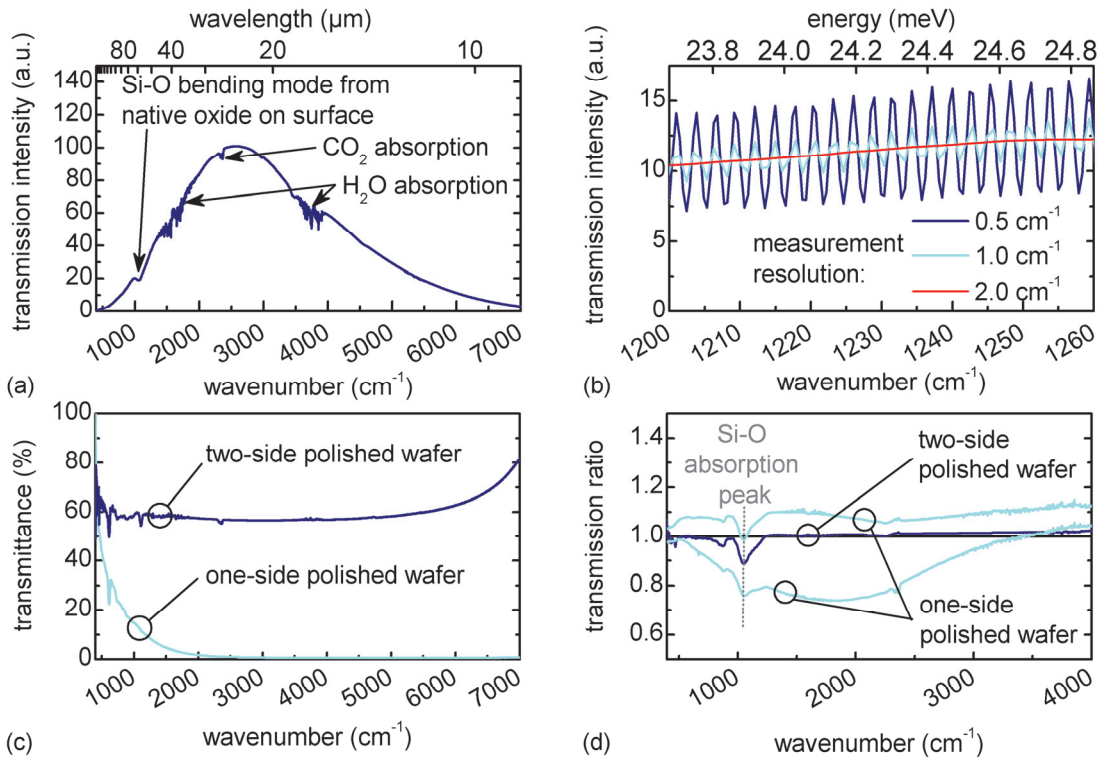 wavelength (µm)
80 40 20 10
150
120
100
80
60
40
20
0
transmission intensity (a.u.)
Si-O bending mode from
native oxide on surface
CO2 absorption
H2O absorption
1000 2000 3000 4000 5000 6000 7000
wavenumber (cm-1)
(a)
energy (meV)
23.8 24.0 24.2 24.4 24.6 24.8
15
10
5
0
transmission intensity (a.u.)
measurement
resolution:
0.5 cm-1
1.0 cm-1
2.0 cm-1
1200 1210 1220 1230 1240 1250 1260
wavenumber (cm-1)
(b)
100
80
60
40
20
0
transmittance (%)
two-side polished wafer
one-side polished wafer
1000 2000 3000 4000 5000 6000 7000
wavenumber (cm-1)
(c)
1.4
1.2
1.0
0.8
0.6
transmission ratio
Si-O
absorption
peak
two-side
polished wafer
one-side
polished wafer
1000 2000 3000 4000
wavenumber (cm-1)
(d)